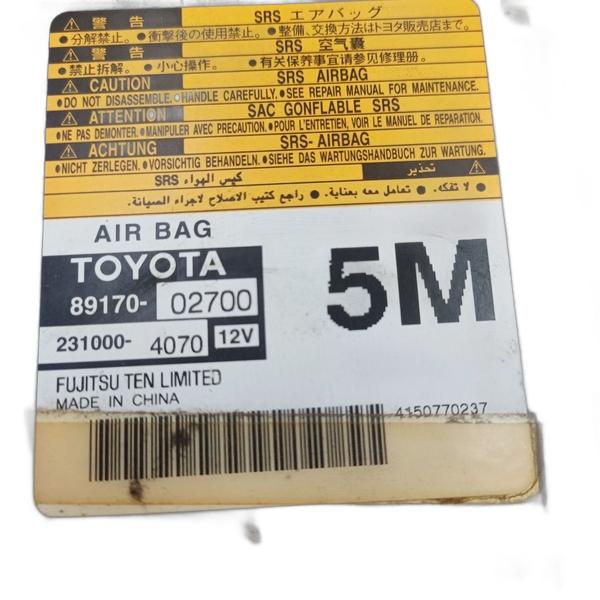 警告 SRS エアバッグ
●分解禁止。●衝撃後の使用禁止。●整備、交換方法はトヨタ販売店まで。
警告 SRS 空气囊
●禁止拆解。●小心操作。●有关保养事宜请参见修理册。
CAUTION SRS AIRBAG
●DO NOT DISASSEMBLE.●HANDLE CAREFULLY.●SEE REPAIR MANUAL FOR MAINTENANCE.
ATTENTION SAC GONFLABLE SRS
●NE PAS DEMONTER.●MANIPULER AVEC PRECAUTION.●POUR L'ENTRETIEN, VOIR LE MANUEL DE REPARATION.
ACHTUNG SRS-AIRBAG
●NICHT ZERLEGEN.●VORSICHTIG BEHANDELN.●SIEHE DAS WARTUNGSHANDBUCH ZUR WARTUNG.
تحذير كيس الهواء SRS
● لا تفكه. ● تعامل معه بعناية. ● راجع كتيب الاصلاح لاجراء الصيانة.
AIR BAG
TOYOTA
89170-02700
5M
231000-4070 12V
FUJITSU TEN LIMITED
MADE IN CHINA
4150770237